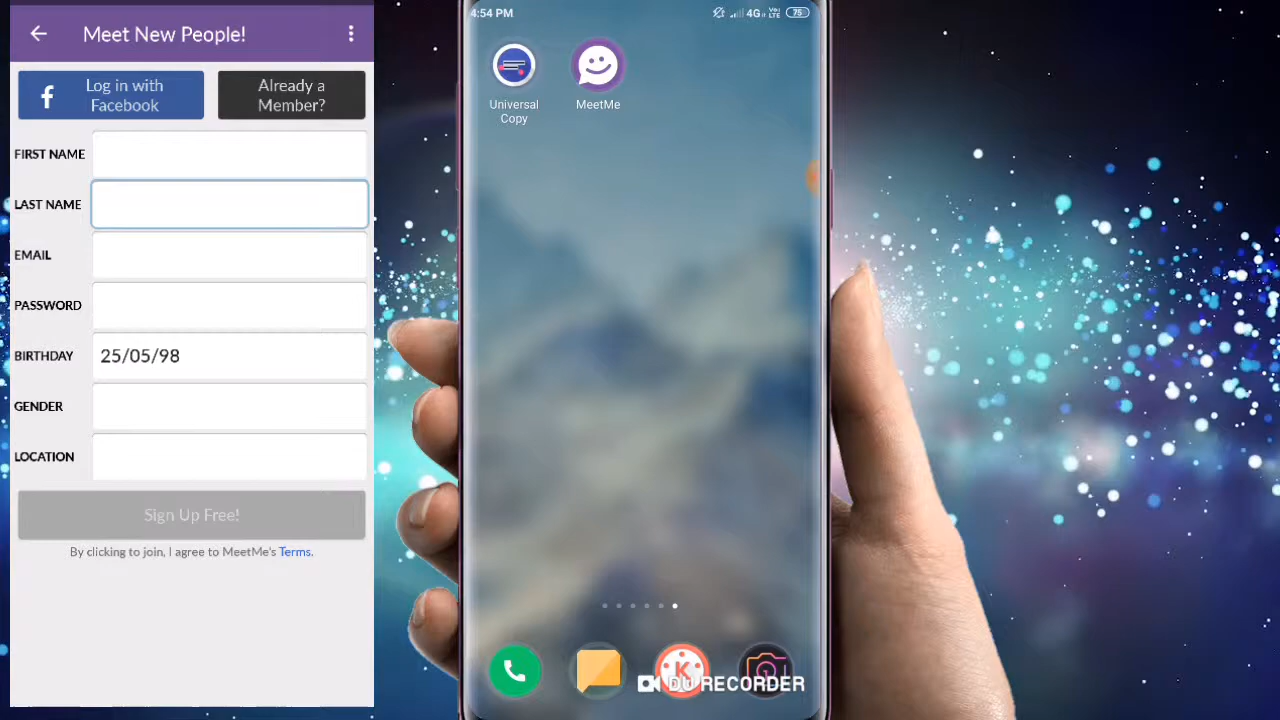 Meet New People!
Log in with
Facebook
Already a
Member?
FIRST NAME
LAST NAME
EMAIL
PASSWORD
BIRTHDAY 25/05/98
GENDER
LOCATION
Sign Up Free!
By clicking to join, I agree to MeetMe's Terms.
4:54 PM 4G Vo LTE 75
Universal
Copy
MeetMe
K
DU RECORDER